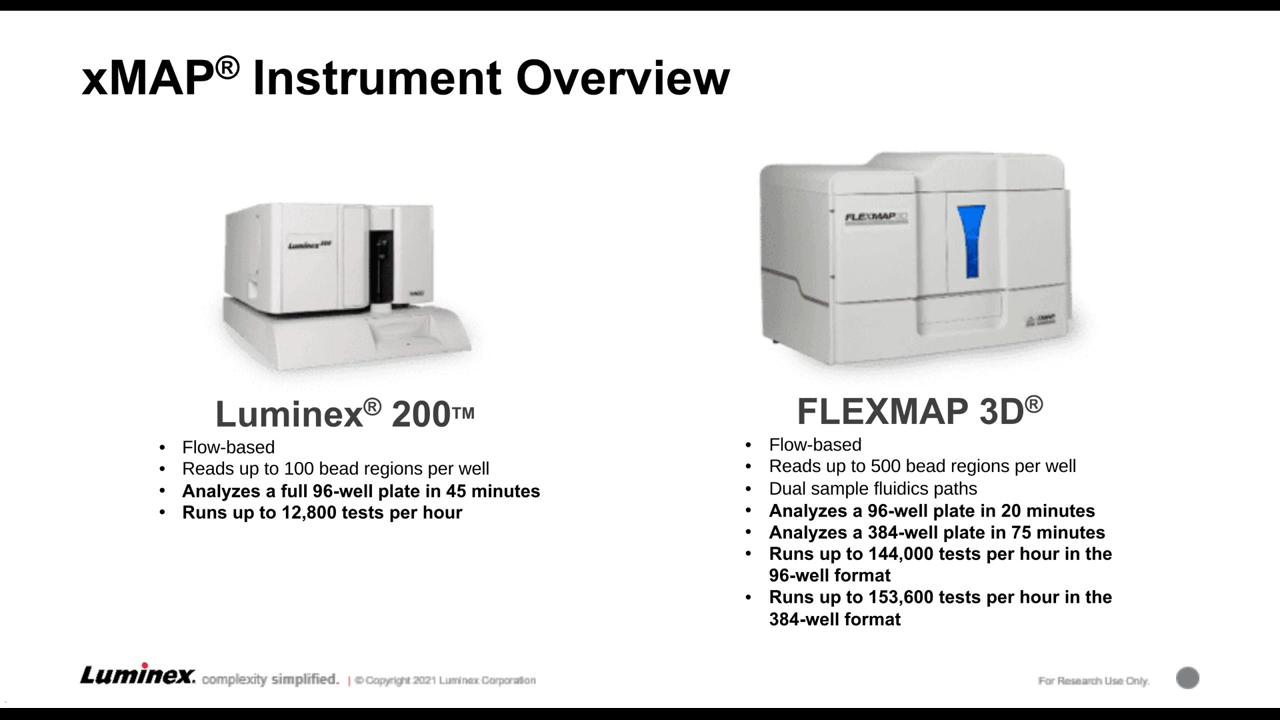 xMAP® Instrument Overview
Luminex 200
FLEXMAP 3D
XMAP
Luminex® 200™
• Flow-based
• Reads up to 100 bead regions per well
• Analyzes a full 96-well plate in 45 minutes
• Runs up to 12,800 tests per hour
FLEXMAP 3D®
• Flow-based
• Reads up to 500 bead regions per well
• Dual sample fluidics paths
• Analyzes a 96-well plate in 20 minutes
• Analyzes a 384-well plate in 75 minutes
• Runs up to 144,000 tests per hour in the
96-well format
• Runs up to 153,600 tests per hour in the
384-well format
Luminex. complexity simplified. | © Copyright 2021 Luminex Corporation
For Research Use Only.